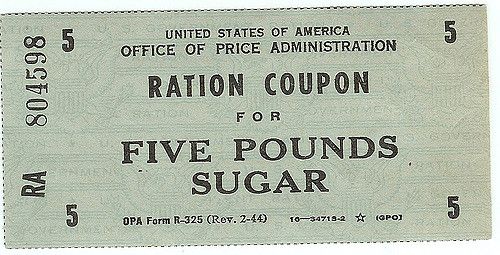 5 UNITED STATES OF AMERICA 5
OFFICE OF PRICE ADMINISTRATION
804598
RATION COUPON
FOR
FIVE POUNDS
SUGAR
RA
5 OPA Form R-325 (Rev. 2-44) 16—34713-2 ☆ (GPO) 5